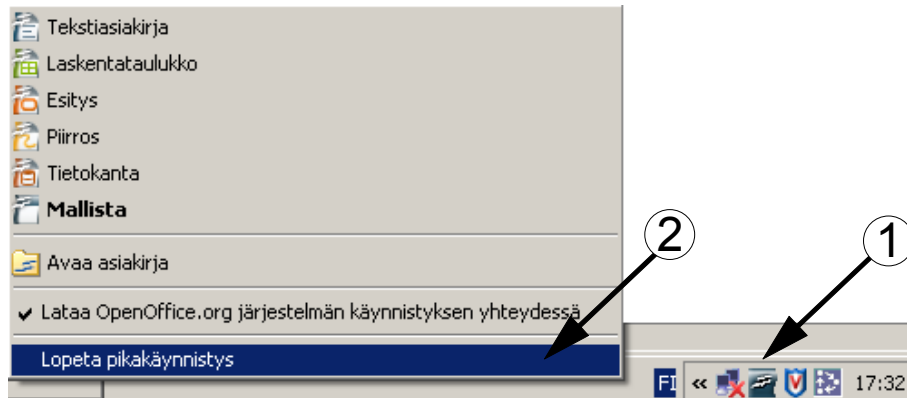 Tekstiasiakirja
Laskentataulukko
Esitys
Piirros
Tietokanta
Mallista
Avaa asiakirja
Lataa OpenOffice.org järjestelmän käynnistyksen yhteydessä
Lopeta pikakäynnistys
2
1
FI « 17:32